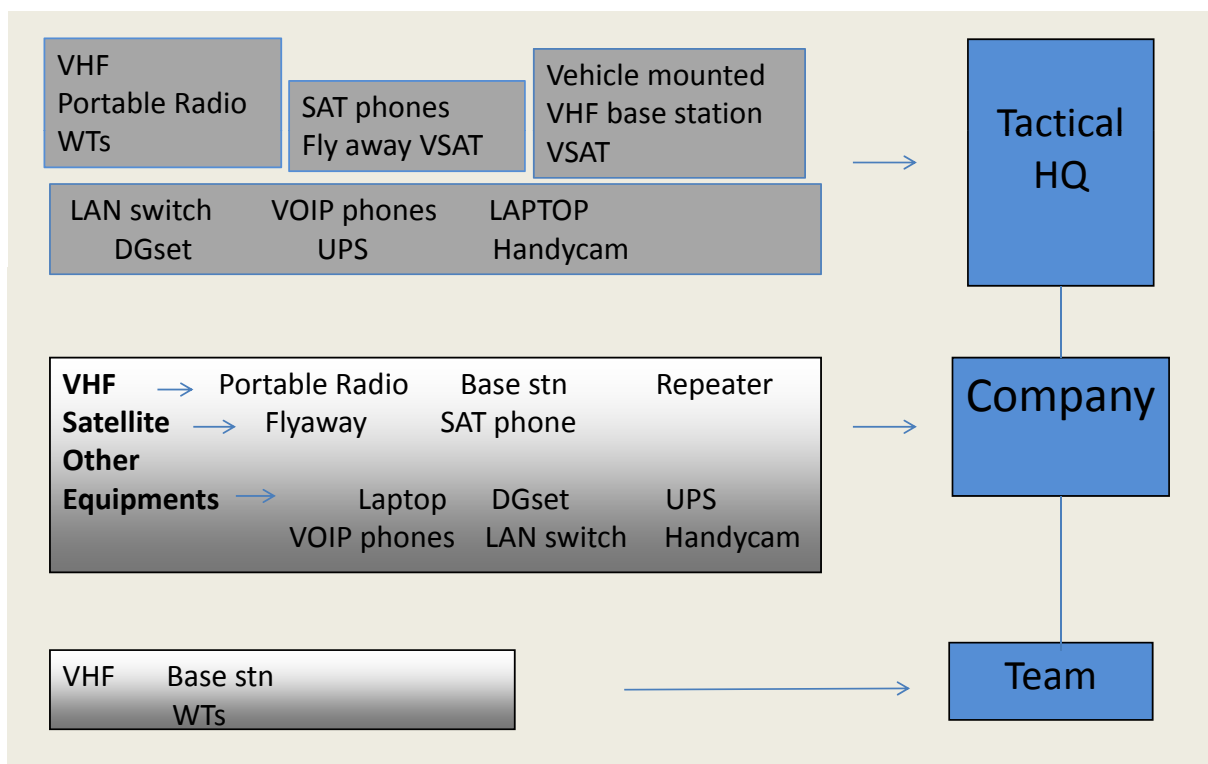 VHF
Portable Radio
WTs
SAT phones
Fly away VSAT
Vehicle mounted
VHF base station
VSAT
Tactical
HQ
LAN switch VOIP phones LAPTOP
DGset UPS Handycam
VHF Portable Radio Base stn Repeater
Satellite Flyaway SAT phone
Other
Equipments Laptop DGset UPS
VOIP phones LAN switch Handycam
Company
VHF Base stn
WTs
Team